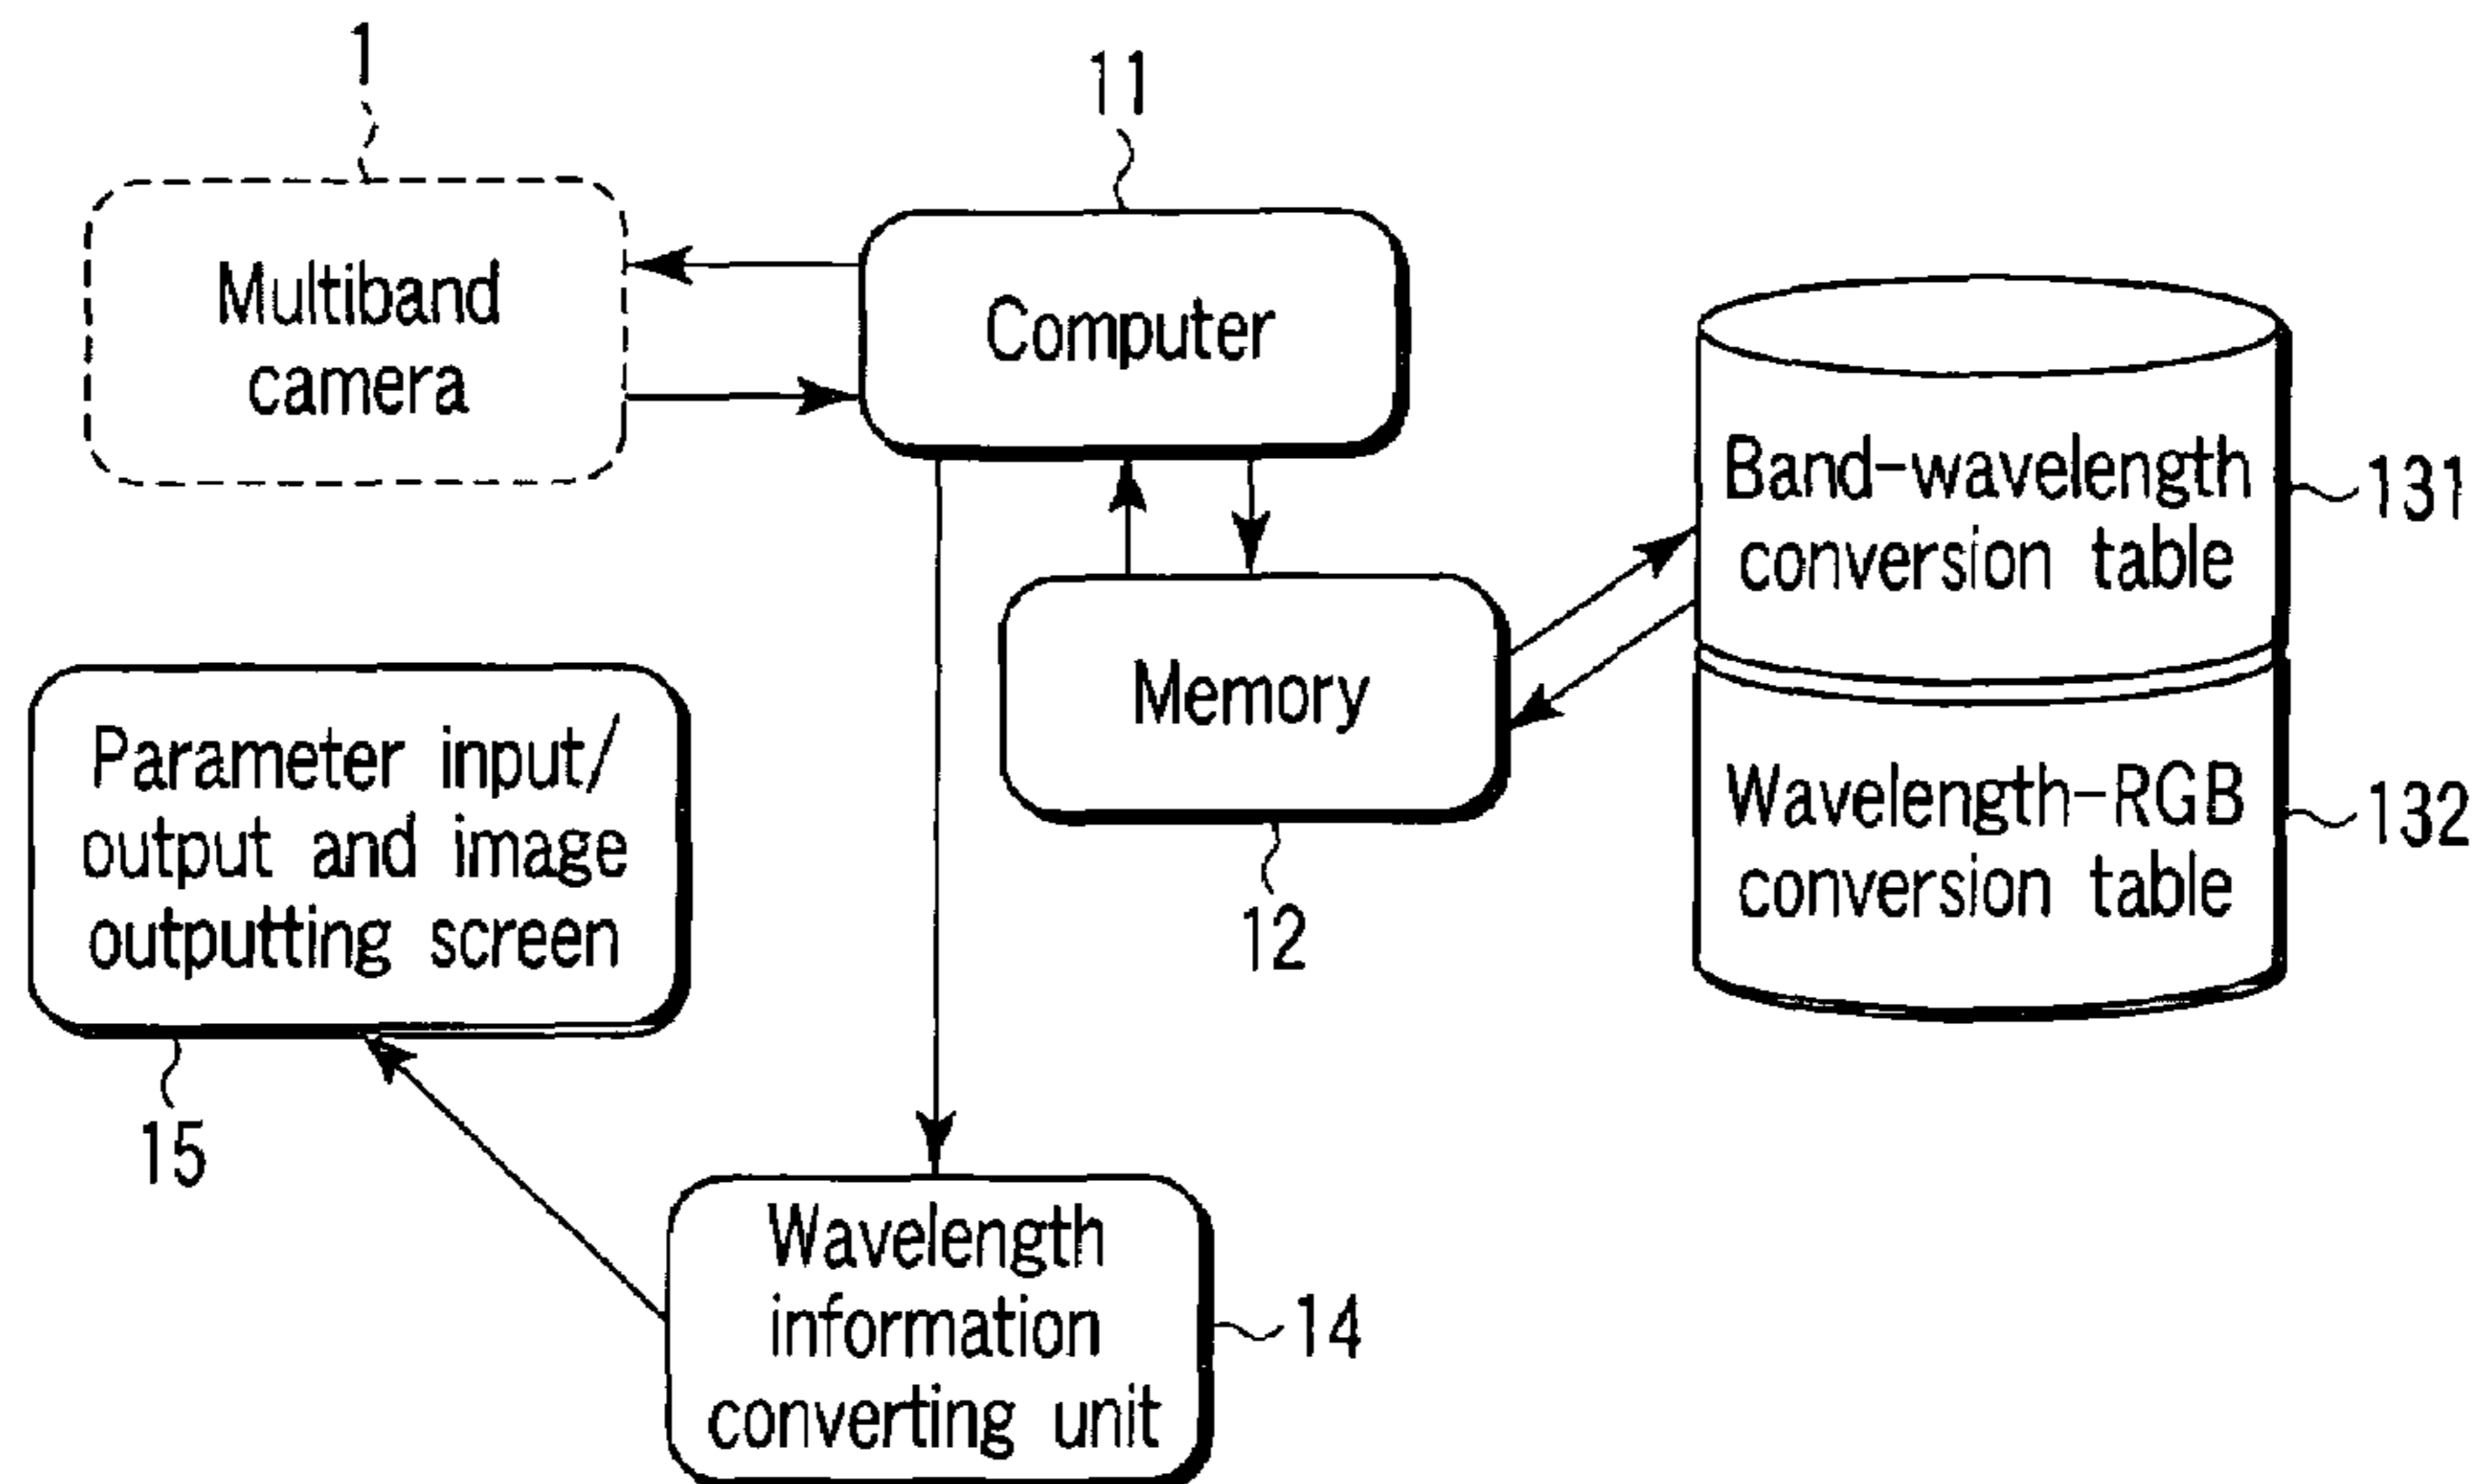 1
11
Multiband
camera
Computer
Band-wavelength
conversion table
131
Memory
12
Wavelength-RGB
conversion table
132
Parameter input/
output and image
outputting screen
15
Wavelength
information
converting unit
14